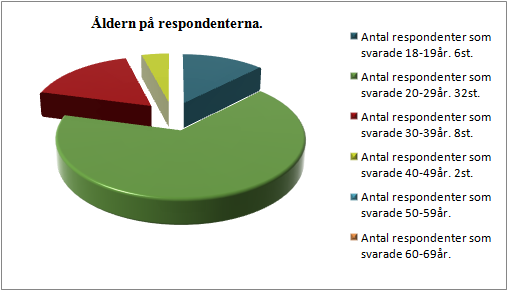 Åldern på respondenterna.
Antal respondenter som
svarade 18-19år. 6st.
Antal respondenter som
svarade 20-29år. 32st.
Antal respondenter som
svarade 30-39år. 8st.
Antal respondenter som
svarade 40-49år. 2st.
Antal respondenter som
svarade 50-59år.
Antal respondenter som
svarade 60-69år.